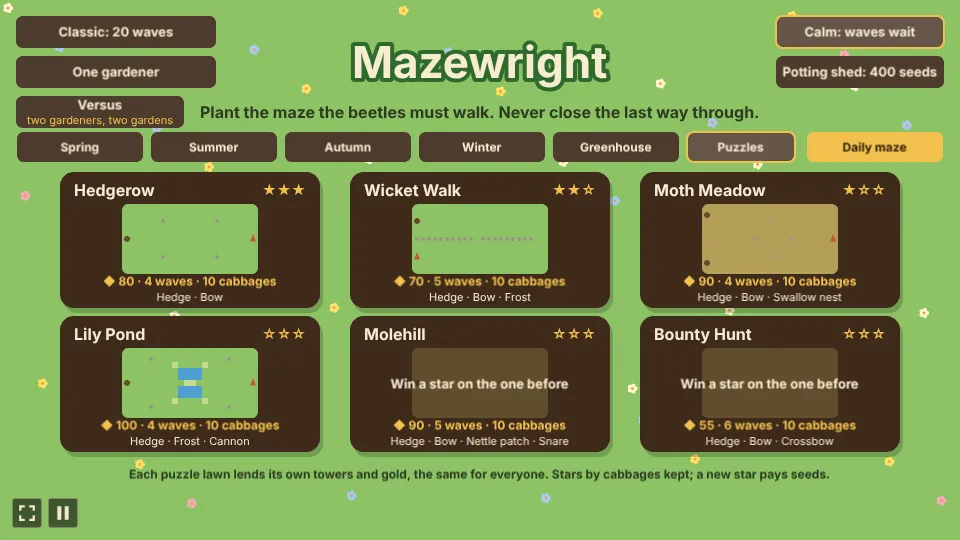 Classic: 20 waves
Calm: waves wait
One gardener
Mazewright
Potting shed: 400 seeds
Versus
two gardeners, two gardens
Plant the maze the beetles must walk. Never close the last way through.
Spring
Summer
Autumn
Winter
Greenhouse
Puzzles
Daily maze
Hedgerow ★★★
◆ 80 · 4 waves · 10 cabbages
Hedge · Bow
Wicket Walk ★★☆
◆ 70 · 5 waves · 10 cabbages
Hedge · Bow · Frost
Moth Meadow ★☆☆
◆ 90 · 4 waves · 10 cabbages
Hedge · Bow · Swallow nest
Lily Pond ☆☆☆
◆ 100 · 4 waves · 10 cabbages
Hedge · Frost · Cannon
Molehill ☆☆☆
Win a star on the one before
◆ 90 · 5 waves · 10 cabbages
Hedge · Bow · Nettle patch · Snare
Bounty Hunt ☆☆☆
Win a star on the one before
◆ 55 · 6 waves · 10 cabbages
Hedge · Bow · Crossbow
Each puzzle lawn lends its own towers and gold, the same for everyone. Stars by cabbages kept; a new star pays seeds.